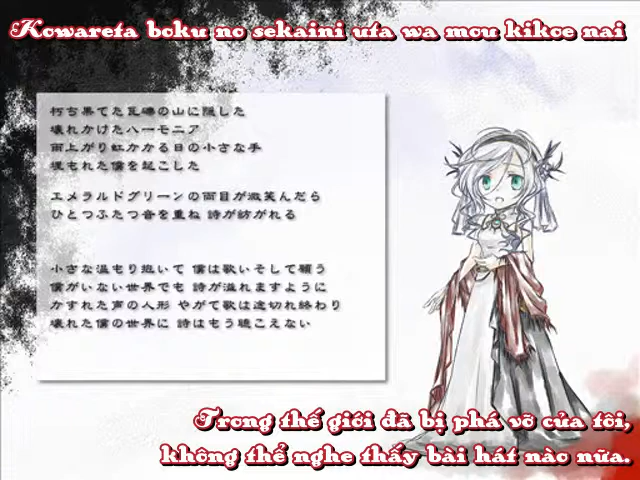 Kowareta boku no sekaini uta wa mou kikoe nai
朽ち果てた瓦礫の山に隠した
壊れかけたハーモニア
雨上がり虹かかる日の小さな手
埋もれた僕を起こした
エメラルドグリーンの両目が微笑んだら
ひとつふたつ音を重ね 詩が紡がれる
小さな温もり抱いて 僕は歌いそして願う
僕がいない世界でも 詩が溢れますように
かすれた声の人形 やがて歌は途切れ終わり
壊れた僕の世界に 詩はもう聴こえない
Trong thế giới đã bị phá vỡ của tôi,
không thể nghe thấy bài hát nào nữa.